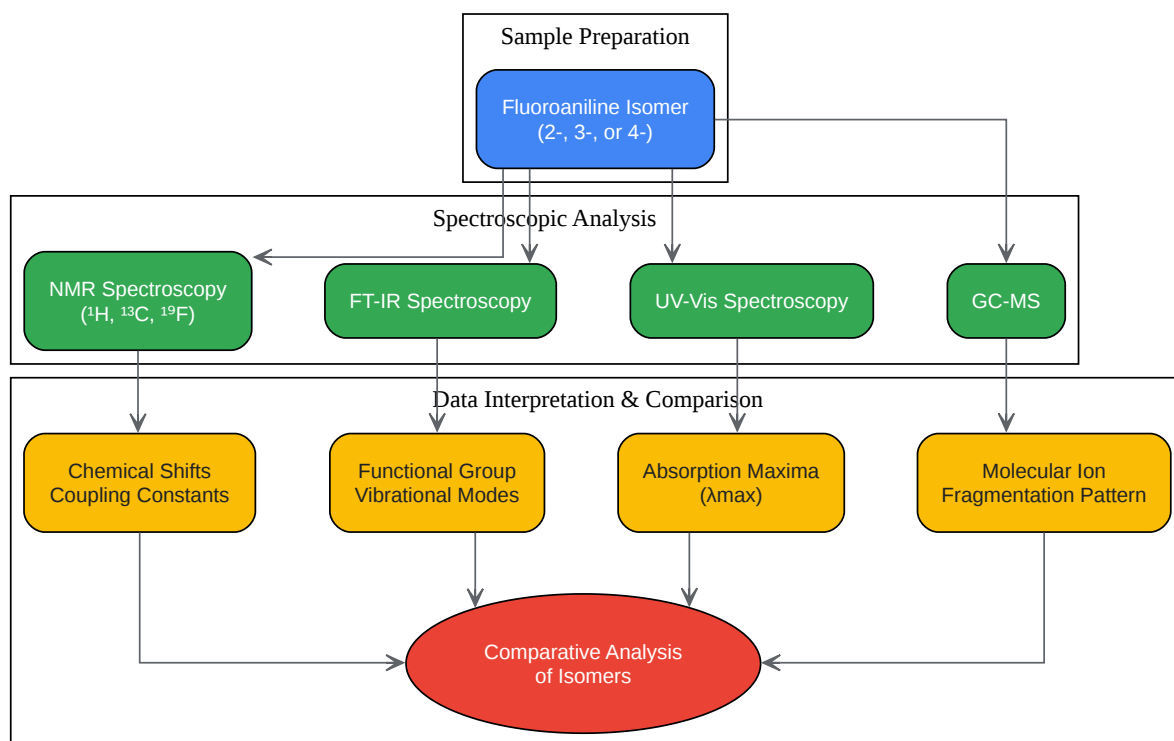 Sample Preparation
Fluoroaniline Isomer
(2-, 3-, or 4-)
Spectroscopic Analysis
NMR Spectroscopy
(¹H, ¹³C, ¹⁹F)
FT-IR Spectroscopy
UV-Vis Spectroscopy
GC-MS
Data Interpretation & Comparison
Chemical Shifts
Coupling Constants
Functional Group
Vibrational Modes
Absorption Maxima
(λmax)
Molecular Ion
Fragmentation Pattern
Comparative Analysis
of Isomers